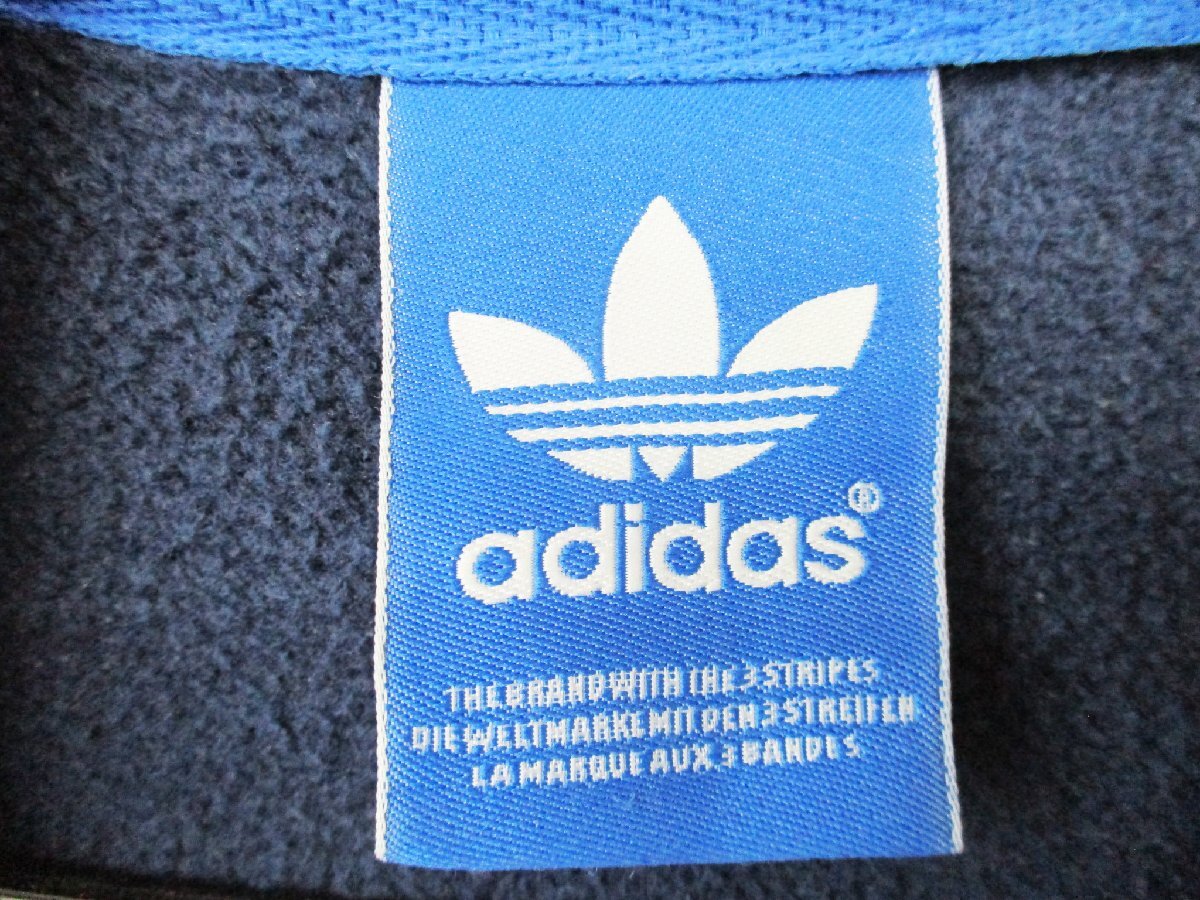 adidas®
THE BRAND WITH THE 3 STRIPES
DIE WELTMARKE MIT DEN 3 STREIFEN
LA MARQUE AUX 3 BANDES